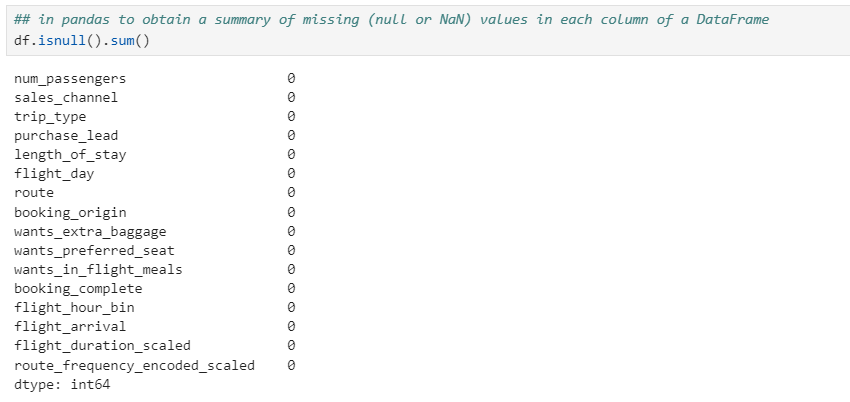 ## in pandas to obtain a summary of missing (null or NaN) values in each column of a DataFrame
df.isnull().sum()
num_passengers 0
sales_channel 0
trip_type 0
purchase_lead 0
length_of_stay 0
flight_day 0
route 0
booking_origin 0
wants_extra_baggage 0
wants_preferred_seat 0
wants_in_flight_meals 0
booking_complete 0
flight_hour_bin 0
flight_arrival 0
flight_duration_scaled 0
route_frequency_encoded_scaled 0
dtype: int64